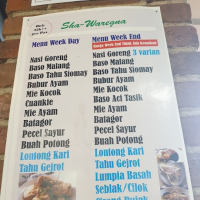 Sha-Waregna
Menu Week Day
Nasi Goreng
Baso Malang
Baso Tahu Siomay
Bubur Ayam
Mie Kocok
Cuankie
Mie Ayam
Batagor
Pecel Sayur
Buah Potong
Lontong Kari
Tahu Gejrot
Menu Week End
Nasi Goreng 3 varian
Baso Malang
Baso Tahu Siomay
Bubur Ayam
Mie Kocok
Baso Aci Tasik
Mie Ayam
Batagor
Pecel Sayur
Buah Potong
Lontong Kari
Tahu Gejrot
Lumpia Basah
Seblak/Cilok